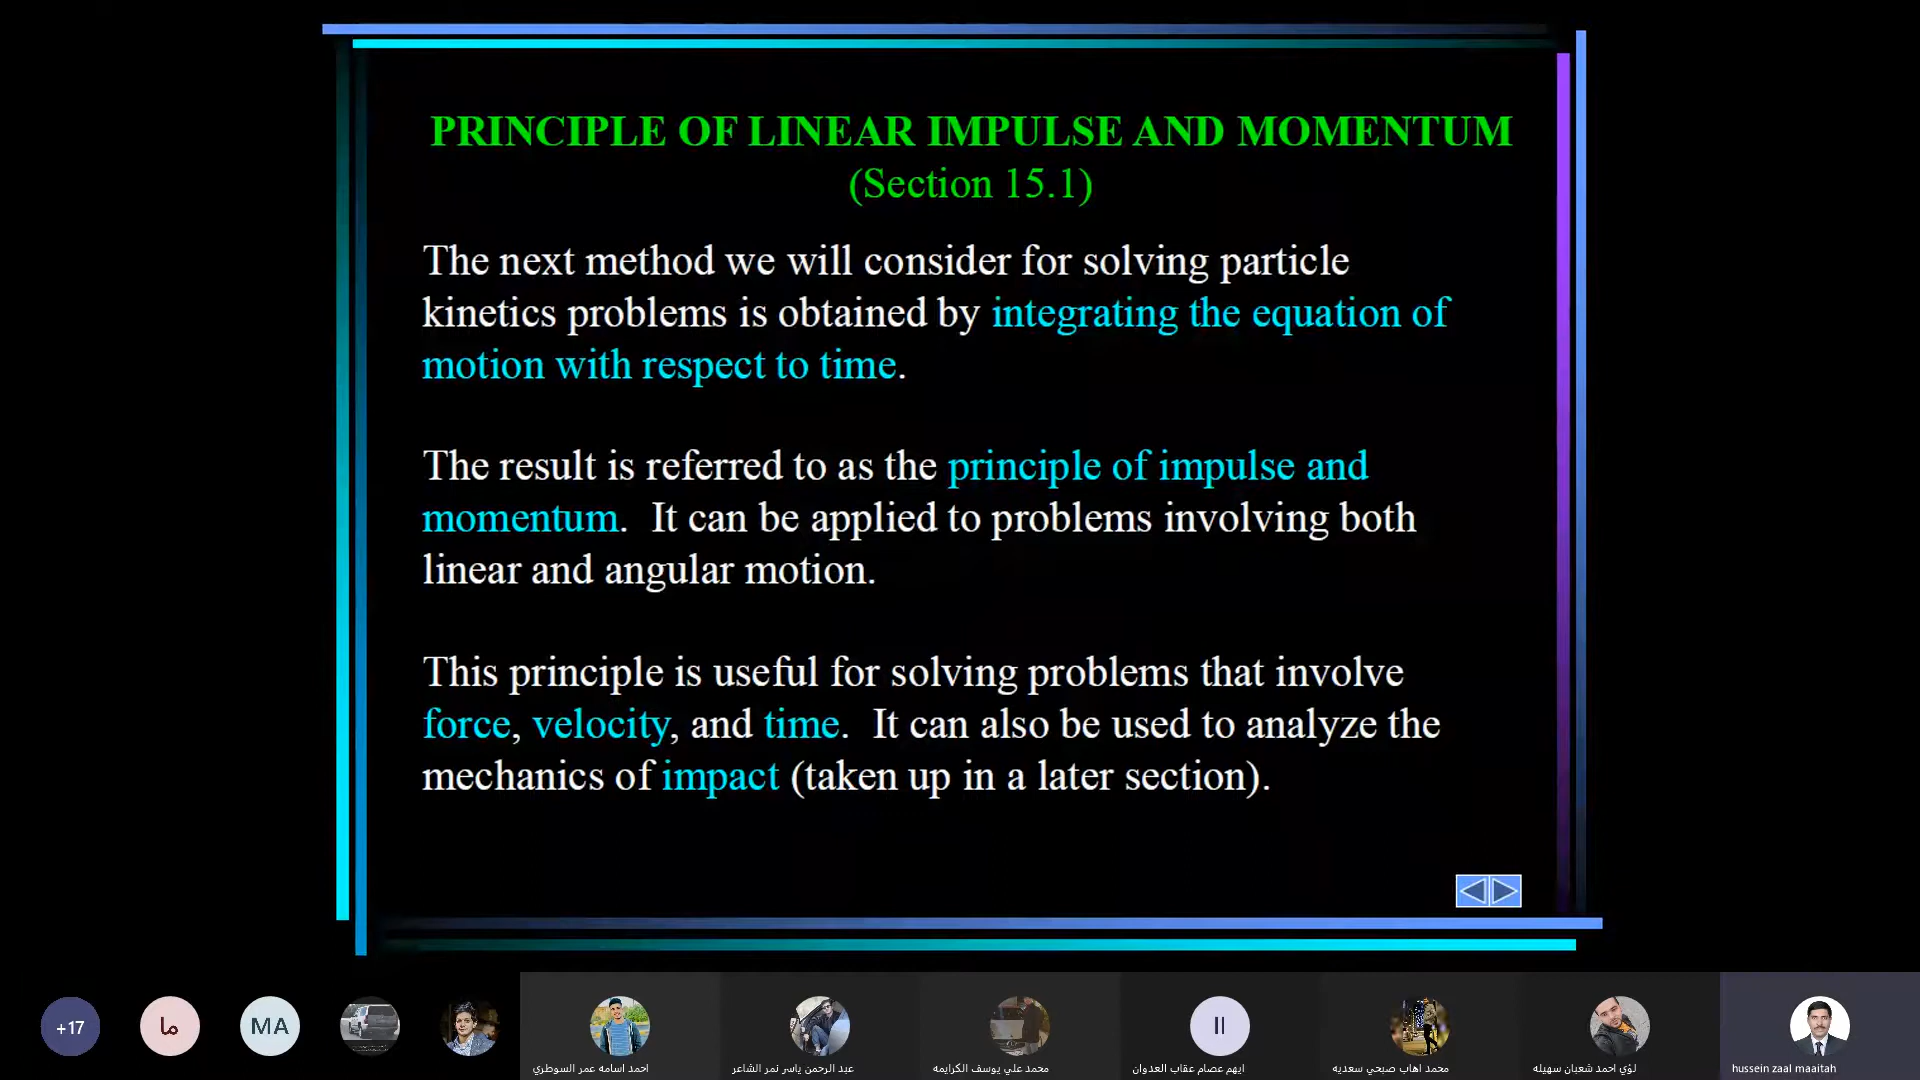 PRINCIPLE OF LINEAR IMPULSE AND MOMENTUM
(Section 15.1)
The next method we will consider for solving particle
kinetics problems is obtained by integrating the equation of
motion with respect to time.
The result is referred to as the principle of impulse and
momentum. It can be applied to problems involving both
linear and angular motion.
This principle is useful for solving problems that involve
force, velocity, and time. It can also be used to analyze the
mechanics of impact (taken up in a later section).
+17
ما
MA
احمد اسامه عمر السوطري
عبد الرحمن ياسر نمر الشاعر
محمد علي يوسف الكرايمه
ايهم عصام عقاب العدوان
محمد اهاب صبحي سعديه
لؤي احمد شعبان سهيله
hussein zaal maaitah